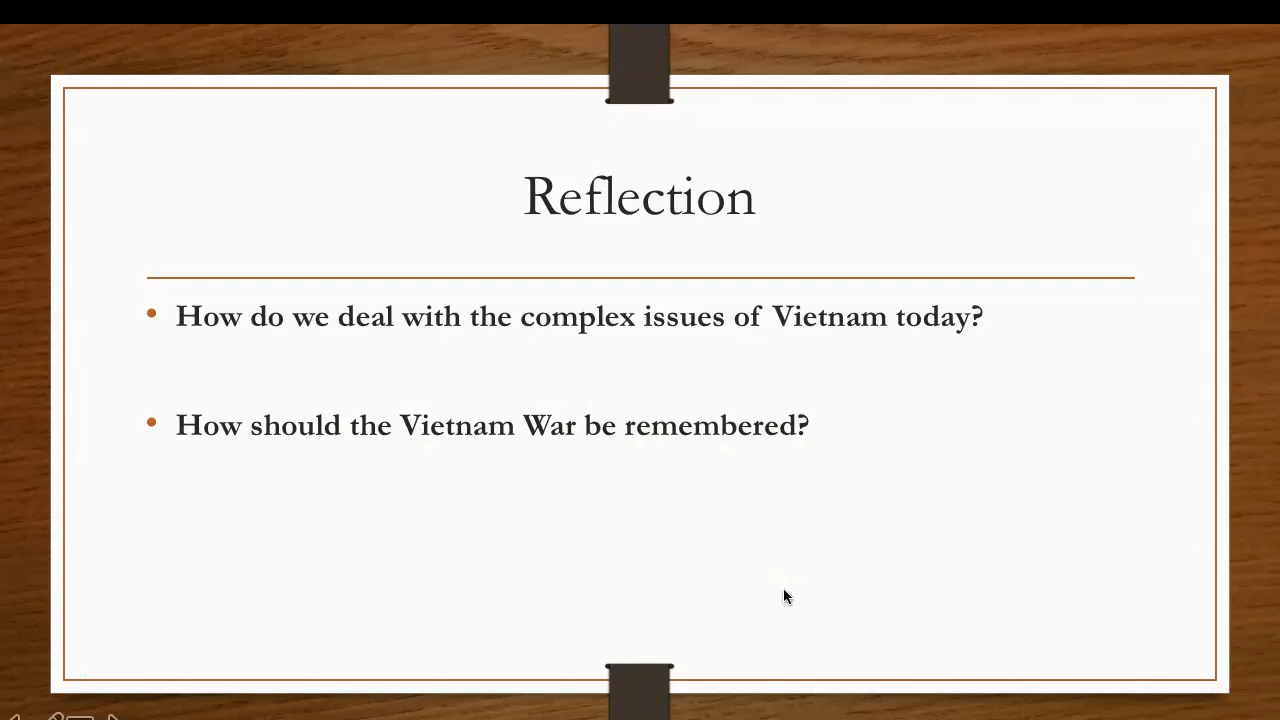 Reflection
• How do we deal with the complex issues of Vietnam today?
• How should the Vietnam War be remembered?